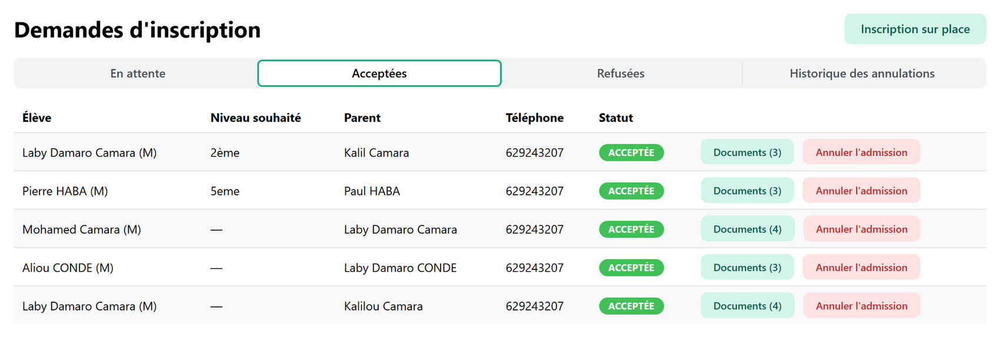 Demandes d'inscription
Inscription sur place
En attente Acceptées Refusées Historique des annulations
Élève Niveau souhaité Parent Téléphone Statut
Laby Damaro Camara (M) 2ème Kalil Camara 629243207 ACCEPTÉE Documents (3) Annuler l'admission
Pierre HABA (M) 5eme Paul HABA 629243207 ACCEPTÉE Documents (3) Annuler l'admission
Mohamed Camara (M) — Laby Damaro Camara 629243207 ACCEPTÉE Documents (4) Annuler l'admission
Aliou CONDE (M) — Laby Damaro CONDE 629243207 ACCEPTÉE Documents (3) Annuler l'admission
Laby Damaro Camara (M) — Kalilou Camara 629243207 ACCEPTÉE Documents (4) Annuler l'admission